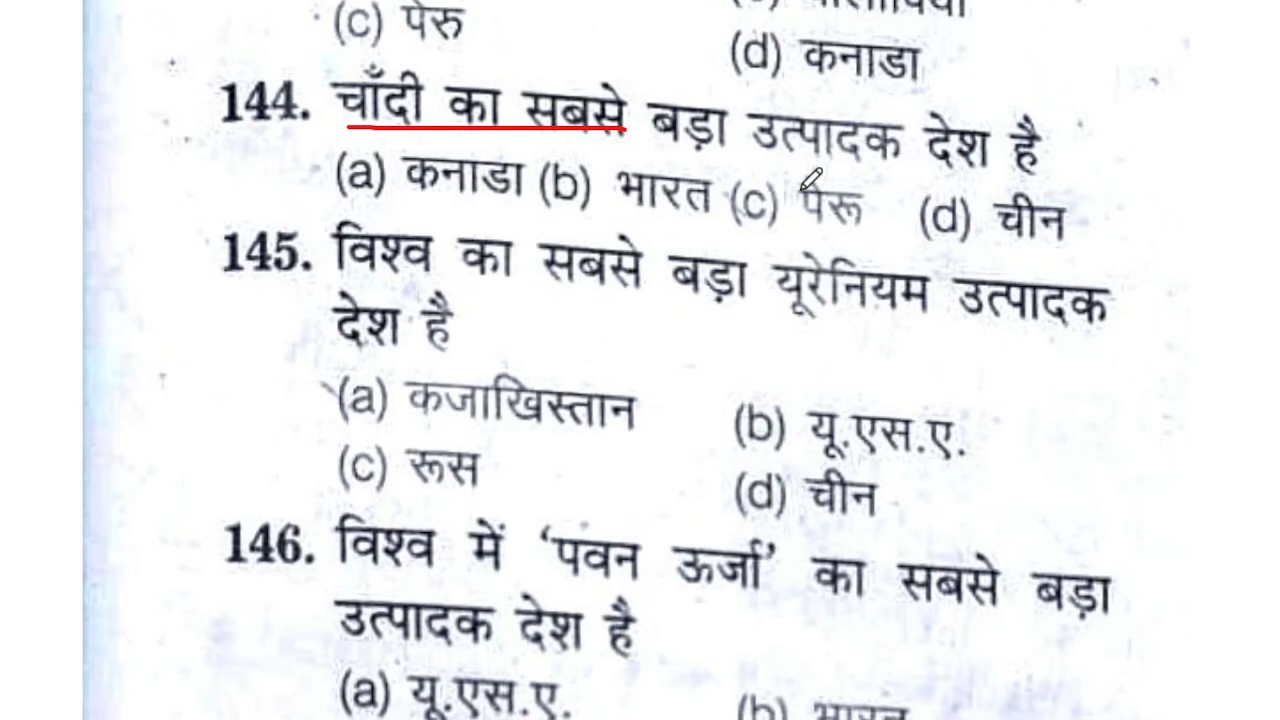 (c) पेरु
(d) कनाडा
144. चाँदी का सबसे बड़ा उत्पादक देश है
(a) कनाडा (b) भारत (c) पेरू (d) चीन
145. विश्व का सबसे बड़ा यूरेनियम उत्पादक
देश है
(a) कजाखिस्तान (b) यू.एस.ए.
(c) रूस (d) चीन
146. विश्व में ‘पवन ऊर्जा’ का सबसे बड़ा
उत्पादक देश है
(a) यू.एस.ए. (b) भारत